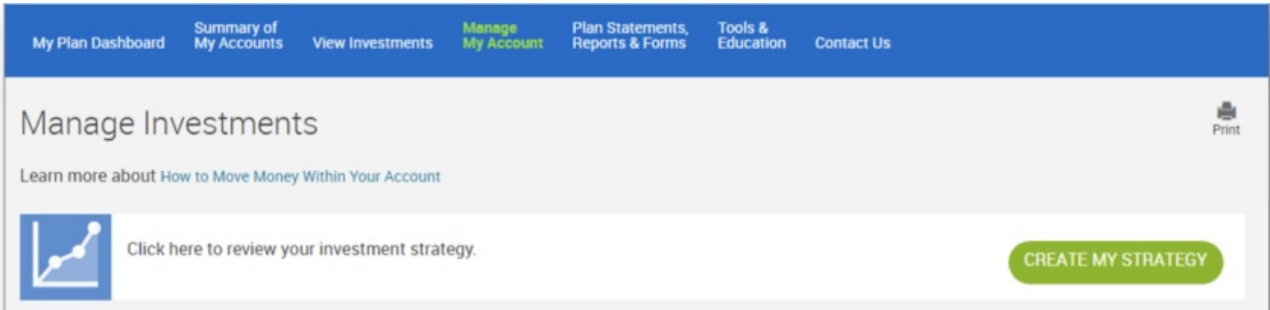 My Plan Dashboard
Summary of
My Accounts
View Investments
Manage
My Account
Plan Statements,
Reports & Forms
Tools &
Education
Contact Us
Manage Investments
Print
Learn more about How to Move Money Within Your Account
Click here to review your investment strategy.
CREATE MY STRATEGY